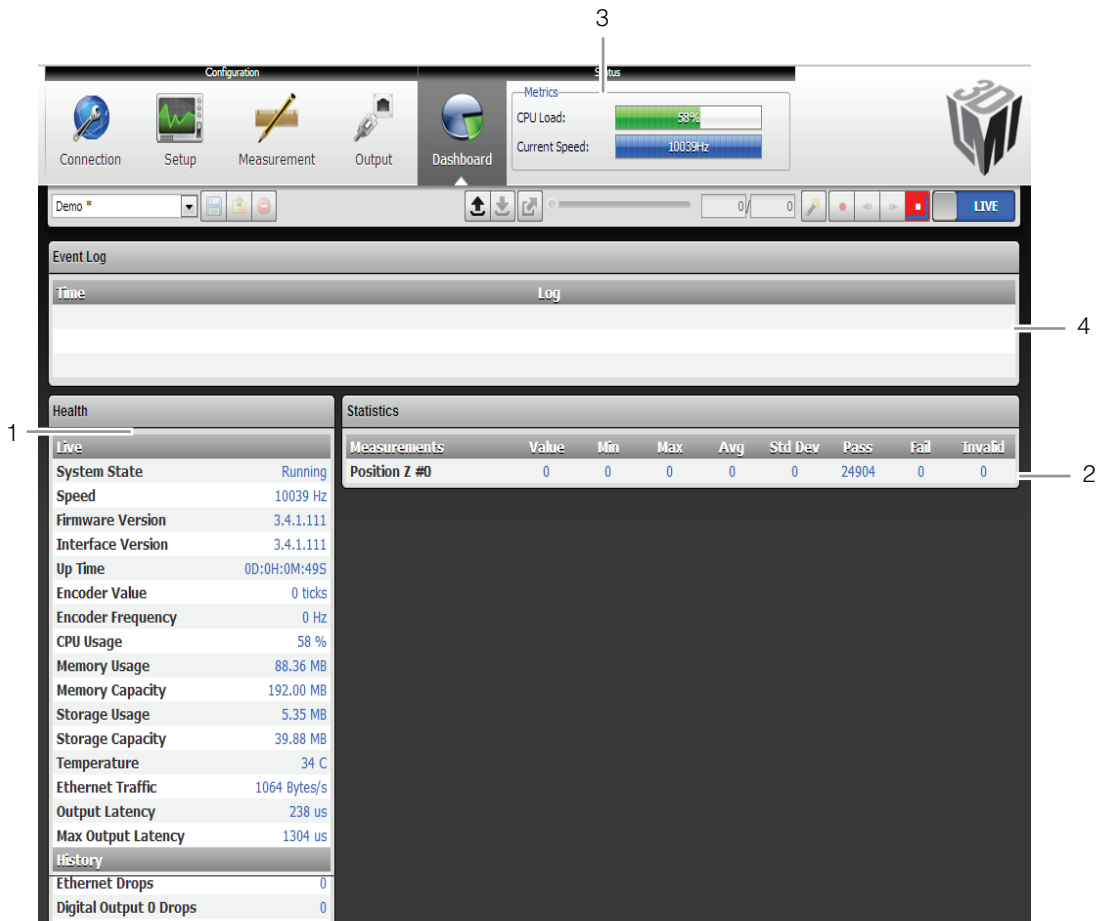 3
Configuration
Status
Metrics
CPU Load: 58%
Current Speed: 10039Hz
Connection Setup Measurement Output Dashboard
3D
LMI
Demo *
0/ 0
LIVE
Event Log
Time Log
4
Health
1
Live
System State Running
Speed 10039 Hz
Firmware Version 3.4.1.111
Interface Version 3.4.1.111
Up Time 0D:0H:0M:49S
Encoder Value 0 ticks
Encoder Frequency 0 Hz
CPU Usage 58 %
Memory Usage 88.36 MB
Memory Capacity 192.00 MB
Storage Usage 5.35 MB
Storage Capacity 39.88 MB
Temperature 34 C
Ethernet Traffic 1064 Bytes/s
Output Latency 238 us
Max Output Latency 1304 us
History
Ethernet Drops 0
Digital Output 0 Drops 0
Statistics
Measurements Value Min Max Avg Std Dev Pass Fail Invalid
Position Z #0 0 0 0 0 0 24904 0 0
2